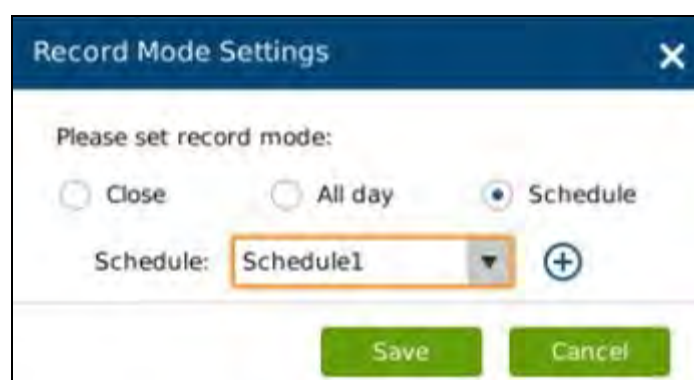 Record Mode Settings
Please set record mode:
Close All day Schedule
Schedule: Schedule1
Save Cancel